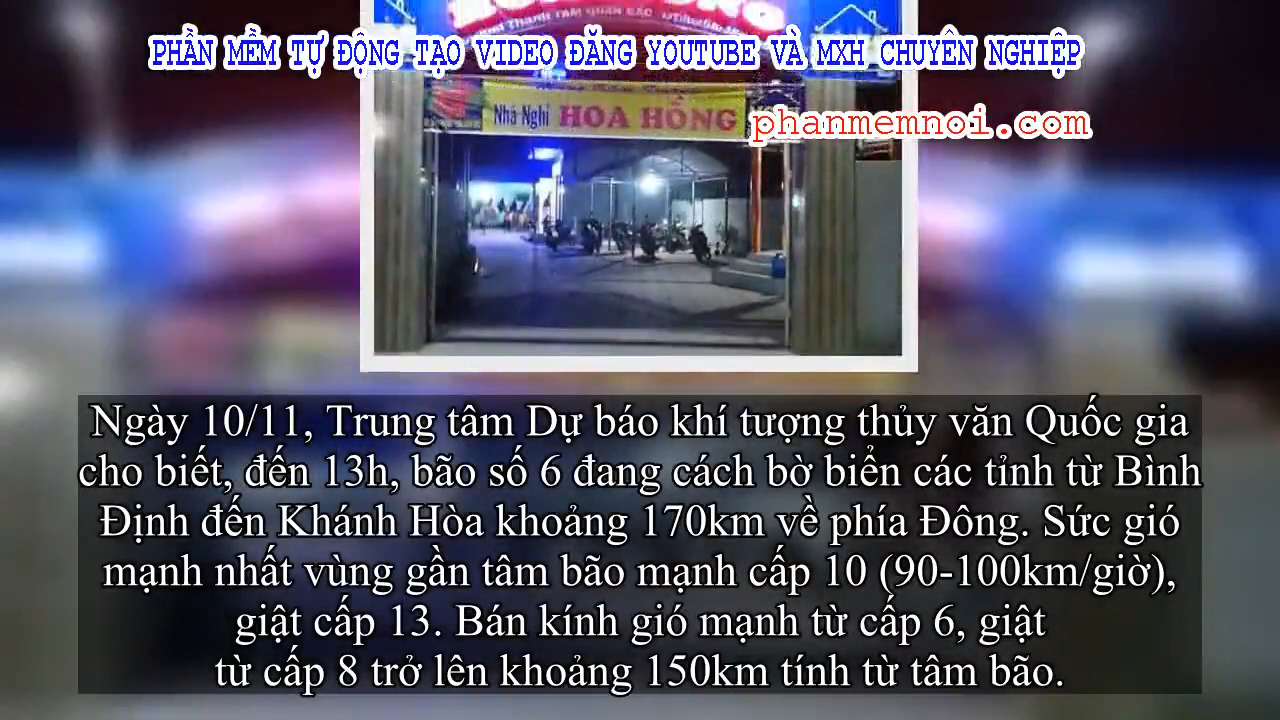 PHẦN MỀM TỰ ĐỘNG TẠO VIDEO ĐĂNG YOUTUBE VÀ MXH CHUYÊN NGHIỆP
Nhà Nghỉ HOA HỒNG
phanmemnoi.com
Ngày 10/11, Trung tâm Dự báo khí tượng thủy văn Quốc gia
cho biết, đến 13h, bão số 6 đang cách bờ biển các tỉnh từ Bình
Định đến Khánh Hòa khoảng 170km về phía Đông. Sức gió
mạnh nhất vùng gần tâm bão mạnh cấp 10 (90-100km/giờ),
giật cấp 13. Bán kính gió mạnh từ cấp 6, giật
từ cấp 8 trở lên khoảng 150km tính từ tâm bão.